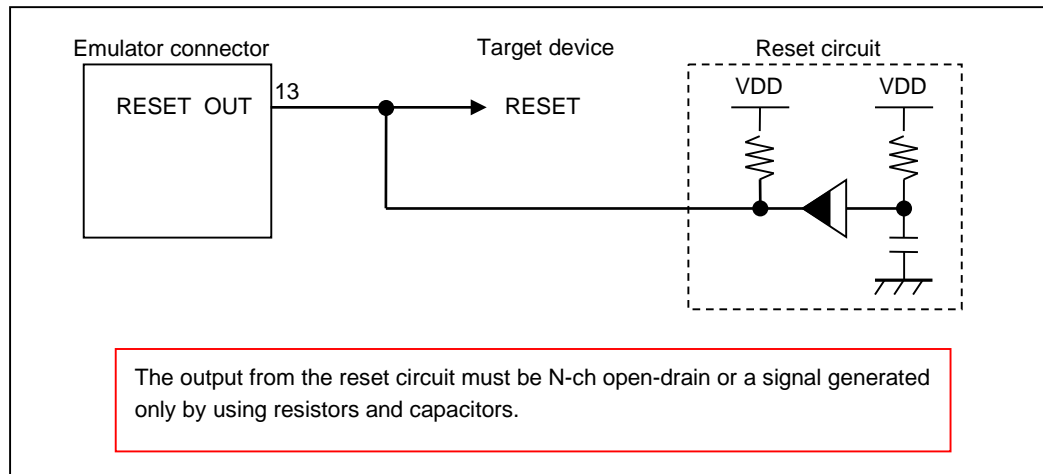 Emulator connector
Target device
Reset circuit
RESET OUT
13
RESET
VDD
VDD
The output from the reset circuit must be N-ch open-drain or a signal generated
only by using resistors and capacitors.